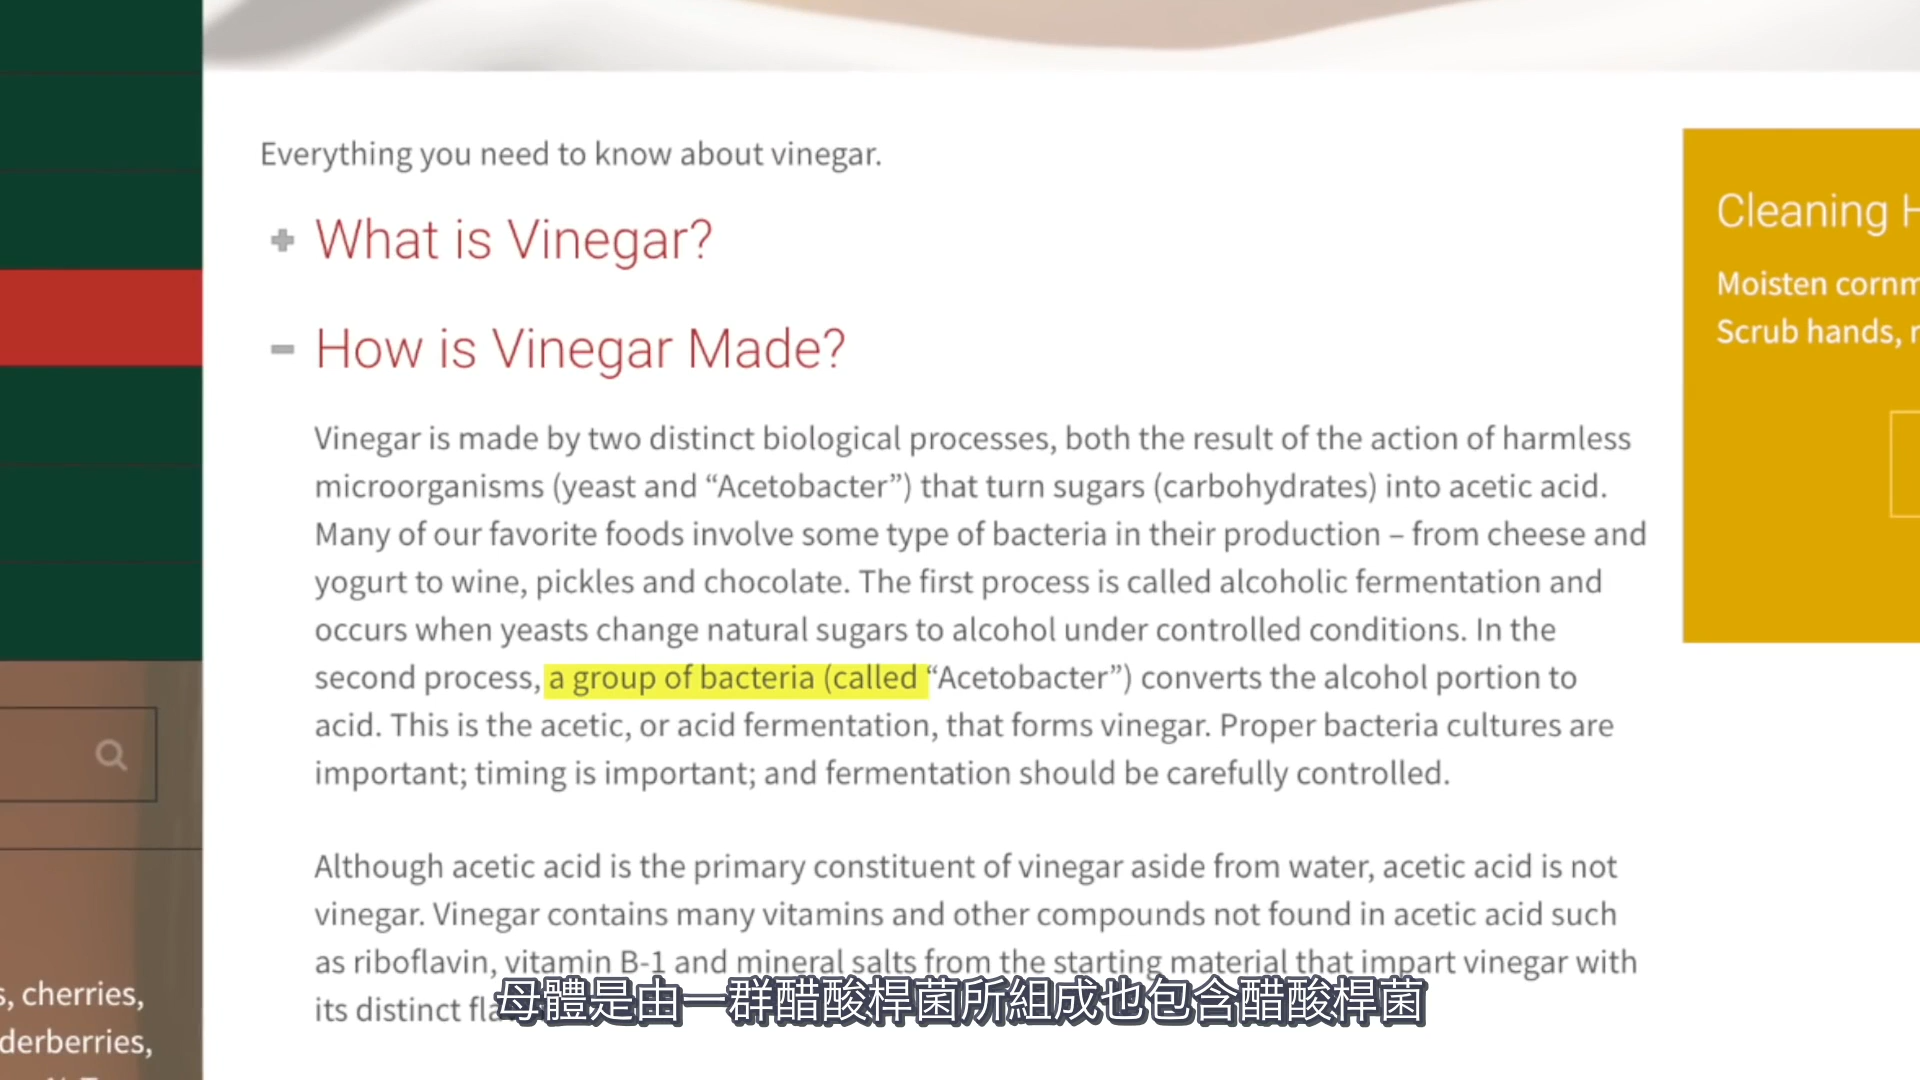 Everything you need to know about vinegar.
What is Vinegar?
How is Vinegar Made?
Vinegar is made by two distinct biological processes, both the result of the action of harmless
microorganisms (yeast and “Acetobacter”) that turn sugars (carbohydrates) into acetic acid.
Many of our favorite foods involve some type of bacteria in their production – from cheese and
yogurt to wine, pickles and chocolate. The first process is called alcoholic fermentation and
occurs when yeasts change natural sugars to alcohol under controlled conditions. In the
second process, a group of bacteria (called “Acetobacter”) converts the alcohol portion to
acid. This is the acetic, or acid fermentation, that forms vinegar. Proper bacteria cultures are
important; timing is important; and fermentation should be carefully controlled.
Although acetic acid is the primary constituent of vinegar aside from water, acetic acid is not
vinegar. Vinegar contains many vitamins and other compounds not found in acetic acid such
as riboflavin, vitamin B-1 and mineral salts from the starting material that impart vinegar with
its distinct
母體是由一群醋酸桿菌所組成也包含醋酸桿菌
Cleaning
Moisten
Scrub hands,
cherries,